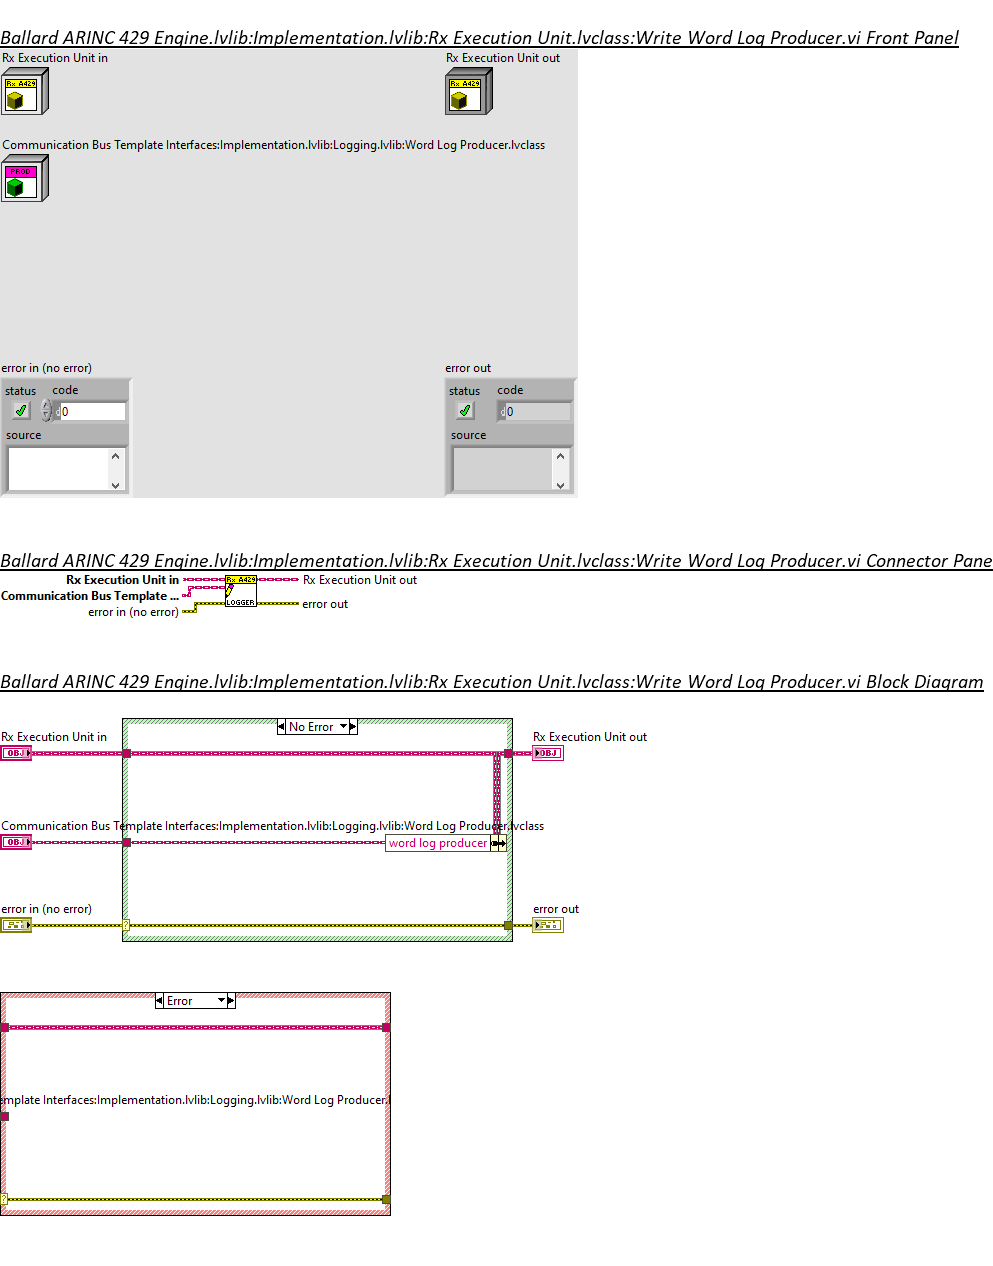 Ballard ARINC 429 Engine.lvlib:Implementation.lvlib:Rx Execution Unit.lvclass:Write Word Log Producer.vi Front Panel
Rx Execution Unit in
Rx Execution Unit out
Rx A429
Rx A429
Communication Bus Template Interfaces:Implementation.lvlib:Logging.lvlib:Word Log Producer.lvclass
PROD
error in (no error)
error out
status code
status code
d 0
d 0
source
source
Ballard ARINC 429 Engine.lvlib:Implementation.lvlib:Rx Execution Unit.lvclass:Write Word Log Producer.vi Connector Pane
Rx Execution Unit in
Rx A429
Rx Execution Unit out
Communication Bus Template ...
error in (no error)
LOGGER
error out
Ballard ARINC 429 Engine.lvlib:Implementation.lvlib:Rx Execution Unit.lvclass:Write Word Log Producer.vi Block Diagram
No Error
Rx Execution Unit in
Rx Execution Unit out
OBJ
OBJ
Communication Bus Template Interfaces:Implementation.lvlib:Logging.lvlib:Word Log Producer.lvclass
OBJ
word log producer
error in (no error)
error out
?
Error
emplate Interfaces:Implementation.lvlib:Logging.lvlib:Word Log Producer.l
?